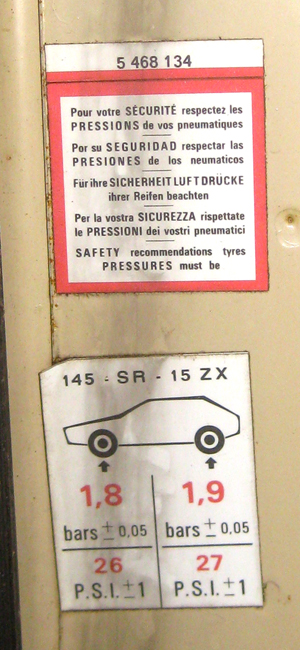 5 468 134
Pour votre SÉCURITÉ respectez les
PRESSIONS de vos pneumatiques
Por su SEGURIDAD respectar las
PRESIONES de los neumaticos
Für ihre SICHERHEIT LUFTDRÜCKE
ihrer Reifen beachten
Per la vostra SICUREZZA rispettate
le PRESSIONI dei vostri pneumatici
SAFETY recommendations tyres
PRESSURES must be
145 - SR - 15 ZX
1,8 1,9
bars ± 0,05 bars ± 0,05
26 27
P.S.I. ±1 P.S.I. ±1